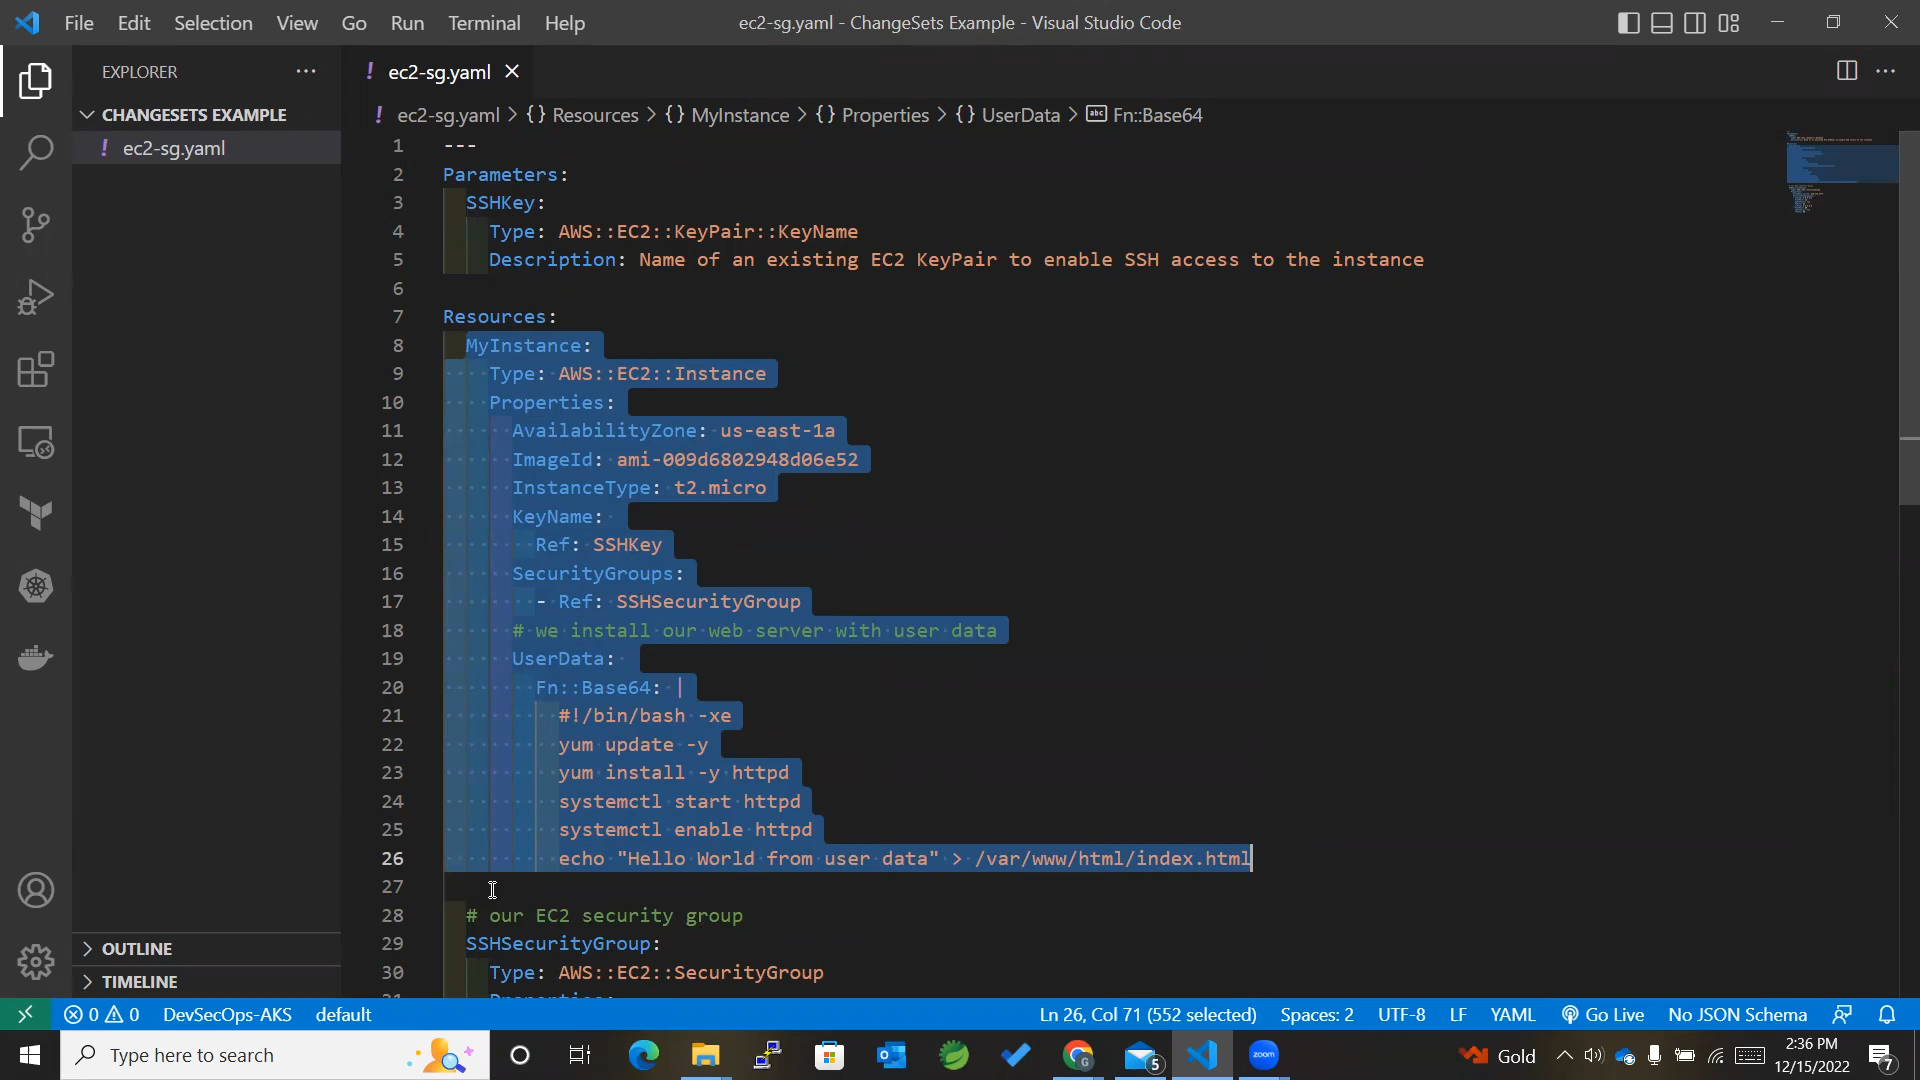 File Edit Selection View Go Run Terminal Help
ec2-sg.yaml - ChangeSets Example - Visual Studio Code
EXPLORER
CHANGESETS EXAMPLE
! ec2-sg.yaml
OUTLINE
TIMELINE
! ec2-sg.yaml
! ec2-sg.yaml > {} Resources > {} MyInstance > {} Properties > {} UserData > abc Fn::Base64
1 ---
2 Parameters:
3 SSHKey:
4 Type: AWS::EC2::KeyPair::KeyName
5 Description: Name of an existing EC2 KeyPair to enable SSH access to the instance
6
7 Resources:
8 MyInstance:
9 Type: AWS::EC2::Instance
10 Properties:
11 AvailabilityZone: us-east-1a
12 ImageId: ami-009d6802948d06e52
13 InstanceType: t2.micro
14 KeyName:
15 Ref: SSHKey
16 SecurityGroups:
17 - Ref: SSHSecurityGroup
18 # we install our web server with user data
19 UserData:
20 Fn::Base64: |
21 #!/bin/bash -xe
22 yum update -y
23 yum install -y httpd
24 systemctl start httpd
25 systemctl enable httpd
26 echo "Hello World from user data" > /var/www/html/index.html
27
28 # our EC2 security group
29 SSHSecurityGroup:
30 Type: AWS::EC2::SecurityGroup
31 Properties:
0 0 DevSecOps-AKS default
Ln 26, Col 71 (552 selected) Spaces: 2 UTF-8 LF YAML Go Live No JSON Schema
Type here to search
5
zoom
Gold
2:36 PM
12/15/2022
7